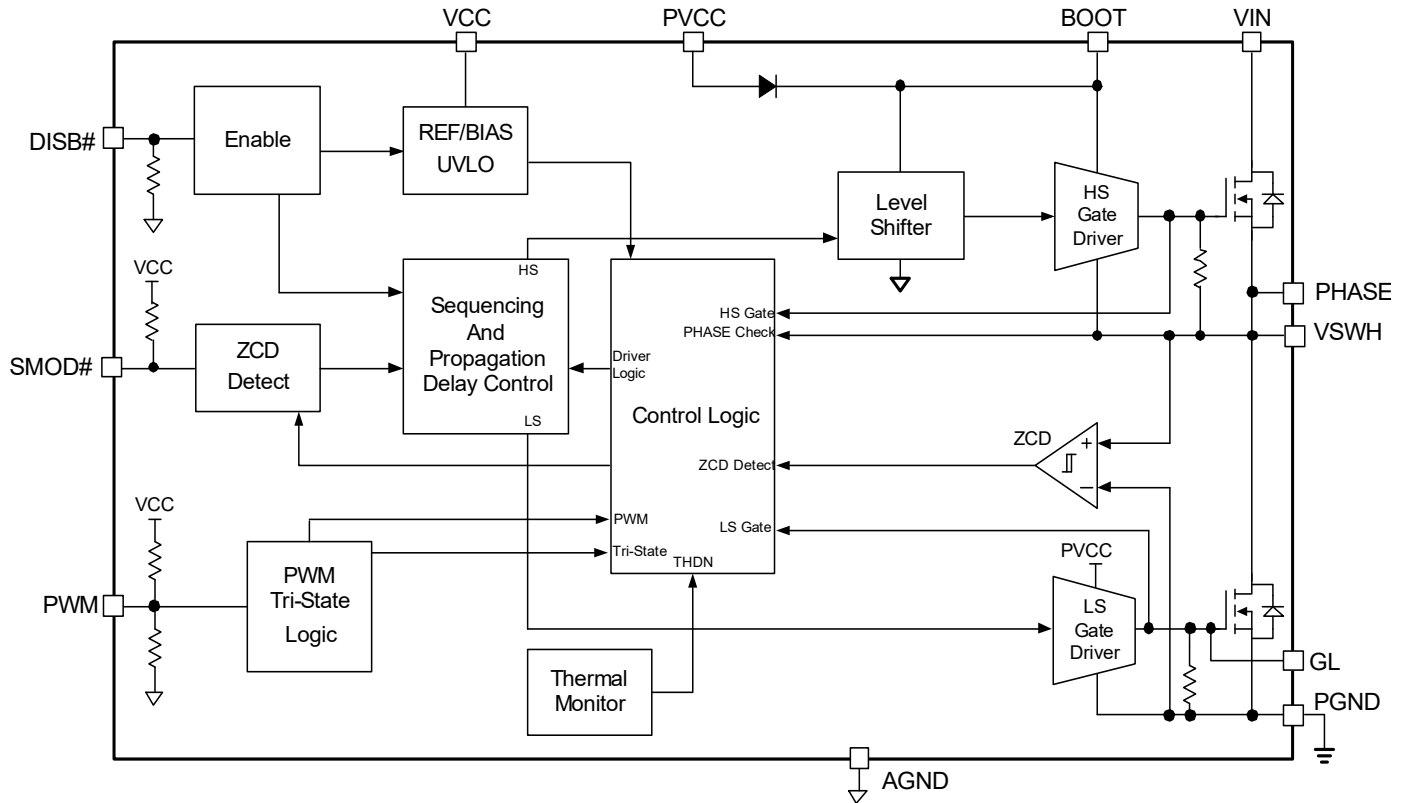 VCC
PVCC
BOOT
VIN
DISB#
Enable
REF/BIAS
UVLO
HS
Gate
Driver
Level
Shifter
VCC
HS
Sequencing
And
Propagation
Delay Control
LS
PHASE
HS Gate
PHASE Check
VSWH
SMOD#
ZCD
Detect
Driver
Logic
Control Logic
ZCD
+
−
ZCD Detect
VCC
PWM
LS Gate
Tri-State
THDN
PVCC
PWM
PWM
Tri-State
Logic
LS
Gate
Driver
GL
Thermal
Monitor
PGND
AGND